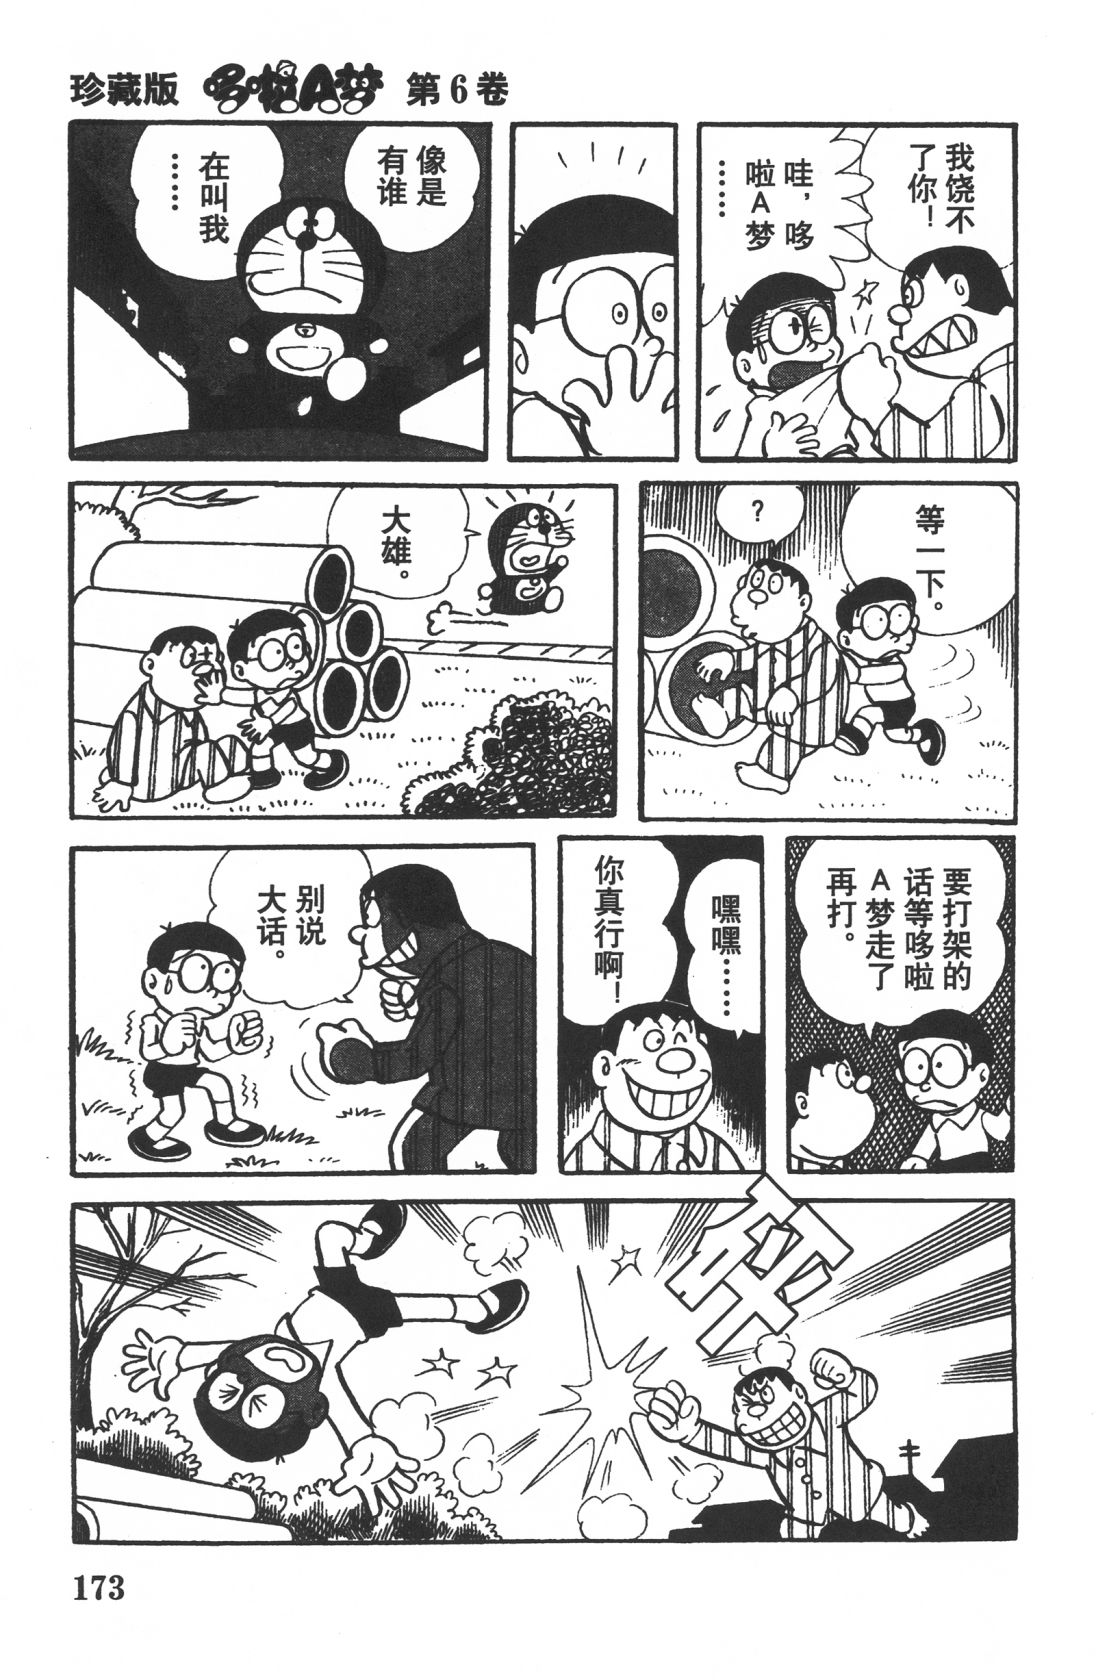 珍藏版 哆啦A梦 第6卷
我饶不
了你！
哇，哆
啦A梦
……
像是
有谁
在叫我
……
等一下。
？
大雄。
要打架的
话等哆啦
A梦走了
再打。
嘿嘿……
你真行啊！
别说
大话。
砰
173